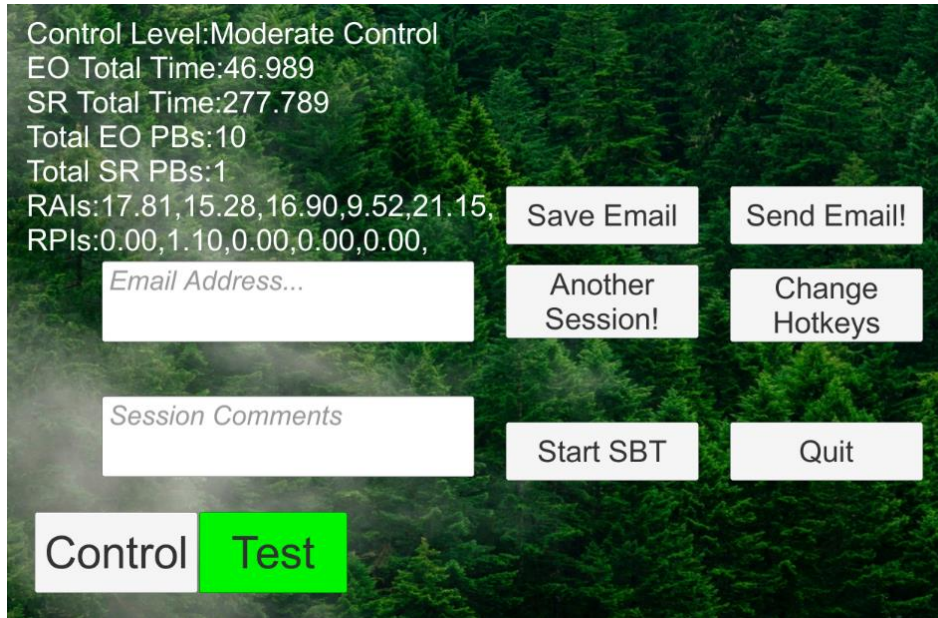 Control Level:Moderate Control
EO Total Time:46.989
SR Total Time:277.789
Total EO PBs:10
Total SR PBs:1
RAIs:17.81,15.28,16.90,9.52,21.15,
RPIs:0.00,1.10,0.00,0.00,0.00,
Save Email
Send Email!
Email Address...
Another
Session!
Change
Hotkeys
Session Comments
Start SBT
Quit
Control
Test